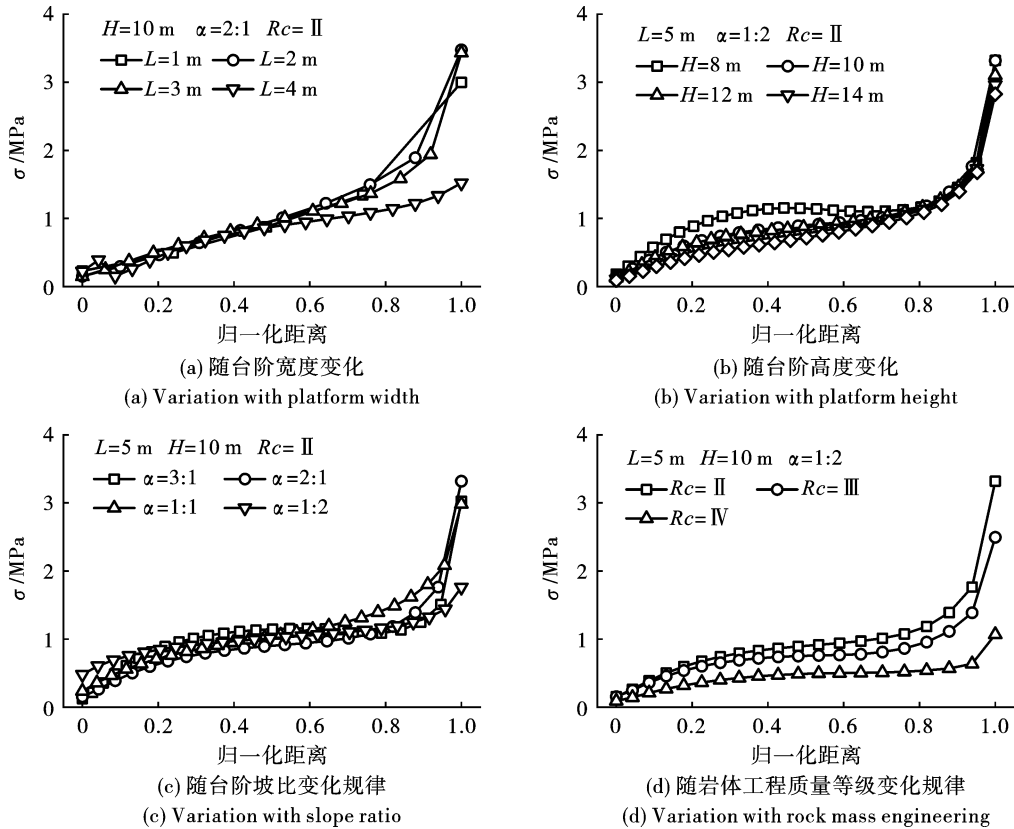 H=10 m α=2:1 Rc=Ⅱ
L=1 m L=2 m
L=3 m L=4 m
σ/MPa
4
3
2
1
0
0 0.2 0.4 0.6 0.8 1.0
归一化距离
(a) 随台阶宽度变化
(a) Variation with platform width
L=5 m α=1:2 Rc=Ⅱ
H=8 m H=10 m
H=12 m H=14 m
σ/MPa
4
3
2
1
0
0 0.2 0.4 0.6 0.8 1.0
归一化距离
(b) 随台阶高度变化
(b) Variation with platform height
L=5 m H=10 m Rc=Ⅱ
α=3:1 α=2:1
α=1:1 α=1:2
σ/MPa
4
3
2
1
0
0 0.2 0.4 0.6 0.8 1.0
归一化距离
(c) 随台阶坡比变化规律
(c) Variation with slope ratio
L=5 m H=10 m α=1:2
Rc=Ⅱ Rc=Ⅲ
Rc=Ⅳ
σ/MPa
4
3
2
1
0
0 0.2 0.4 0.6 0.8 1.0
归一化距离
(d) 随岩体工程质量等级变化规律
(d) Variation with rock mass engineering